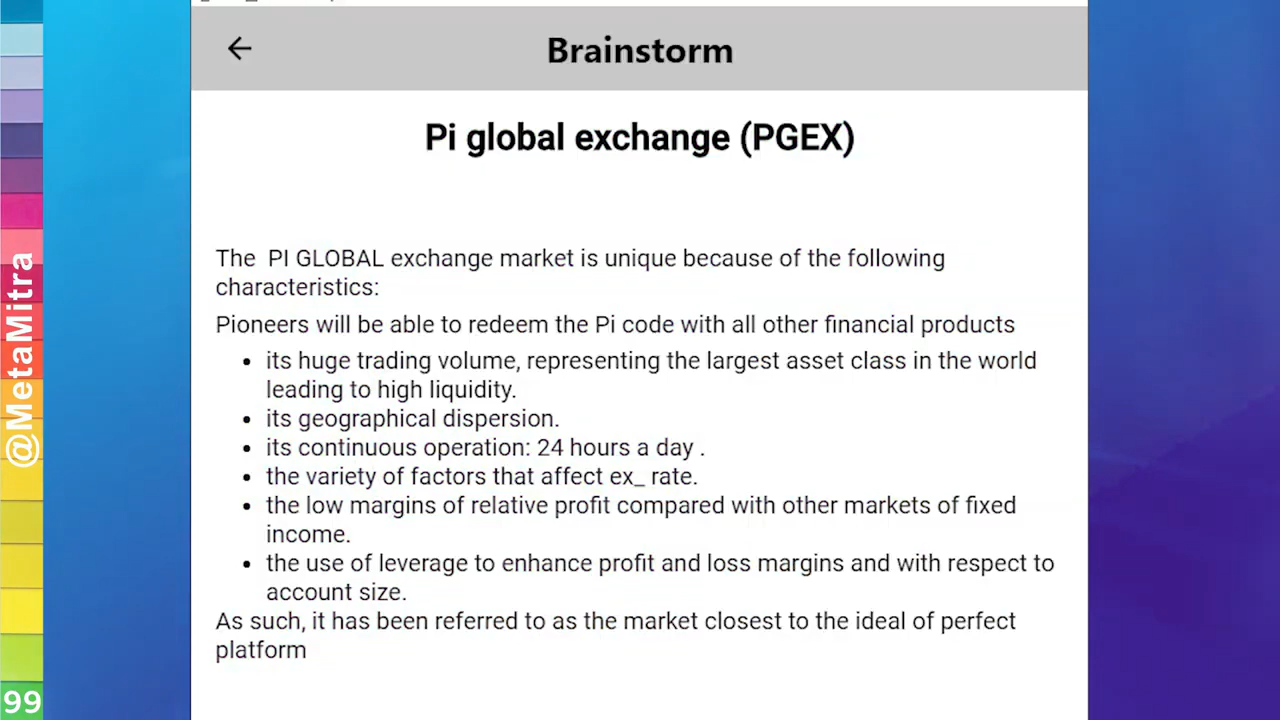 Brainstorm
Pi global exchange (PGEX)
The  PI GLOBAL exchange market is unique because of the following
characteristics:
Pioneers will be able to redeem the Pi code with all other financial products
• its huge trading volume, representing the largest asset class in the world
leading to high liquidity.
• its geographical dispersion.
• its continuous operation: 24 hours a day .
• the variety of factors that affect ex_ rate.
• the low margins of relative profit compared with other markets of fixed
income.
• the use of leverage to enhance profit and loss margins and with respect to
account size.
As such, it has been referred to as the market closest to the ideal of perfect
platform
@MetaMitra
99